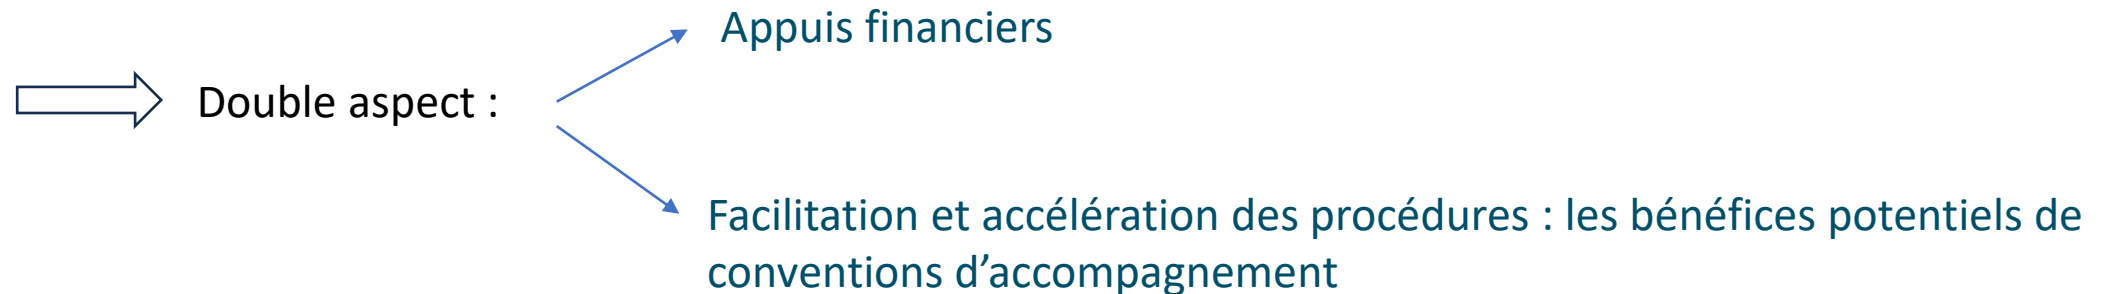 Appuis financiers
Double aspect :
Facilitation et accélération des procédures : les bénéfices potentiels de
conventions d’accompagnement